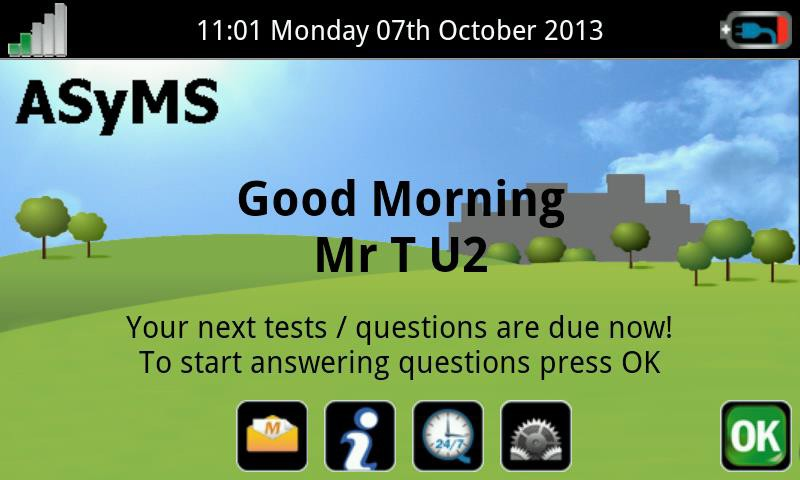 11:01 Monday 07th October 2013
ASyMS
Good Morning
Mr T U2
Your next tests / questions are due now!
To start answering questions press OK
M
i
24/7
OK